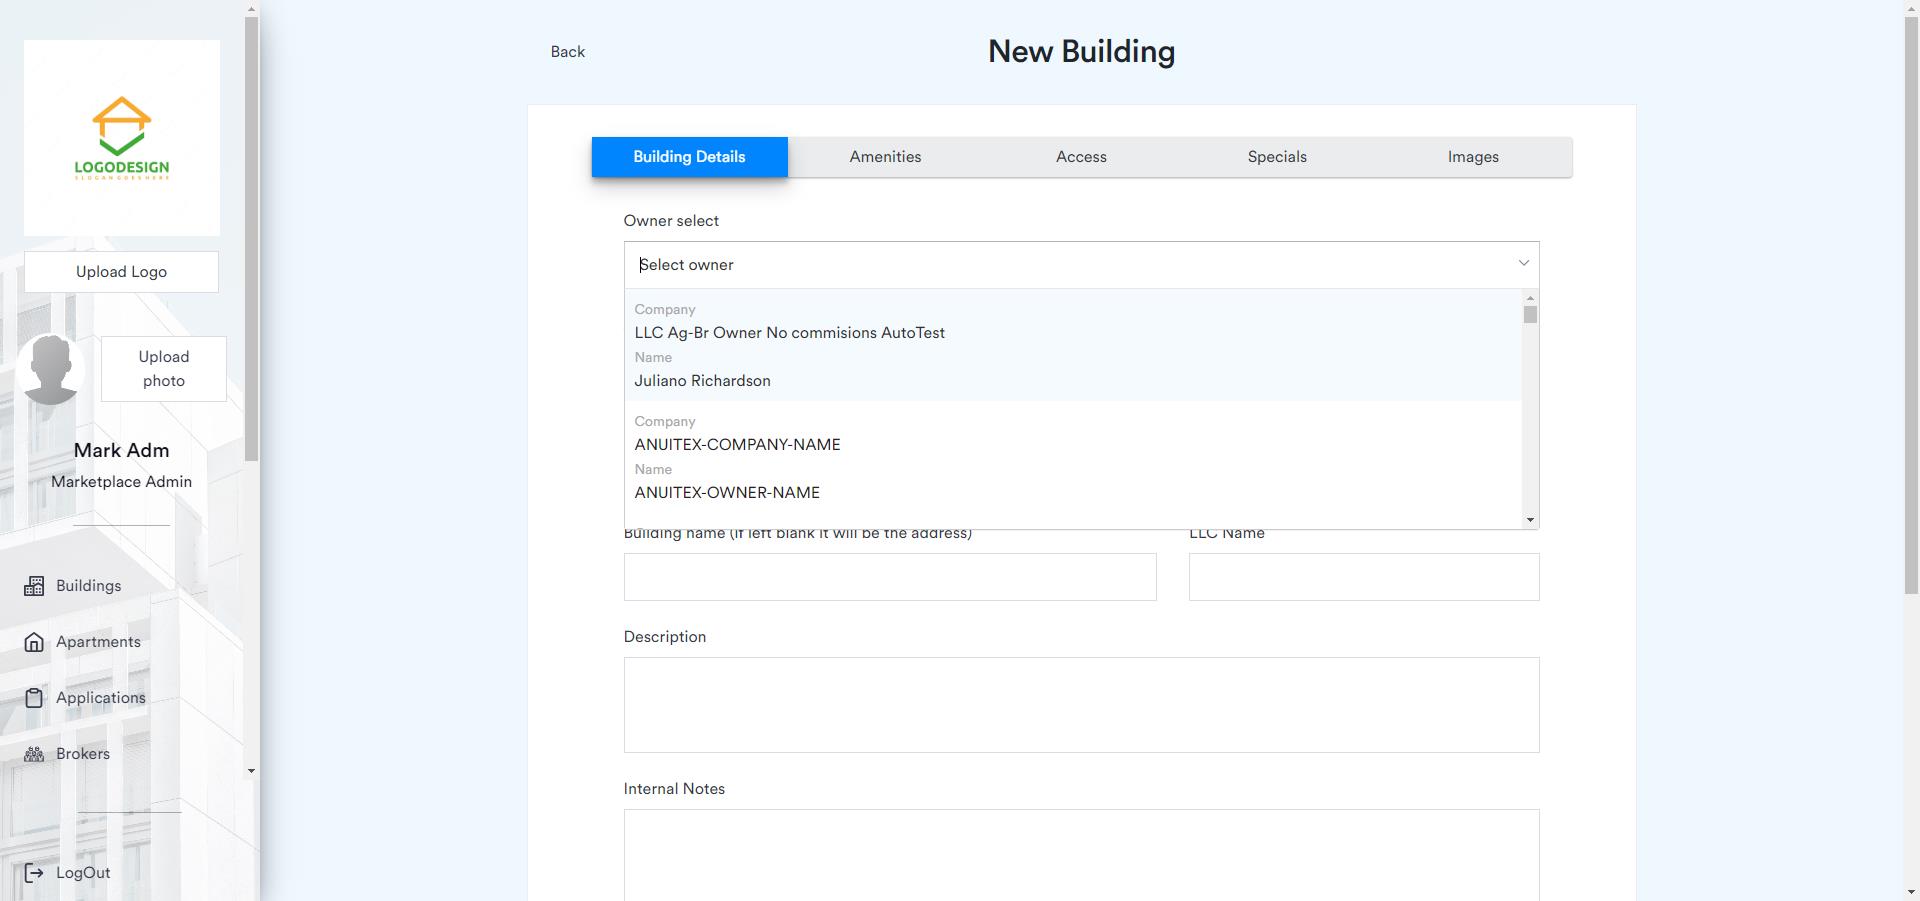 LOGODESIGN
SLOGAN GOES HERE
Upload Logo
Upload
photo
Mark Adm
Marketplace Admin
Buildings
Apartments
Applications
Brokers
LogOut
Back
New Building
Building Details
Amenities
Access
Specials
Images
Owner select
Select owner
Company
LLC Ag-Br Owner No commisions AutoTest
Name
Juliano Richardson
Company
ANUITEX-COMPANY-NAME
Name
ANUITEX-OWNER-NAME
Building name (if left blank it will be the address)
LLC Name
Description
Internal Notes